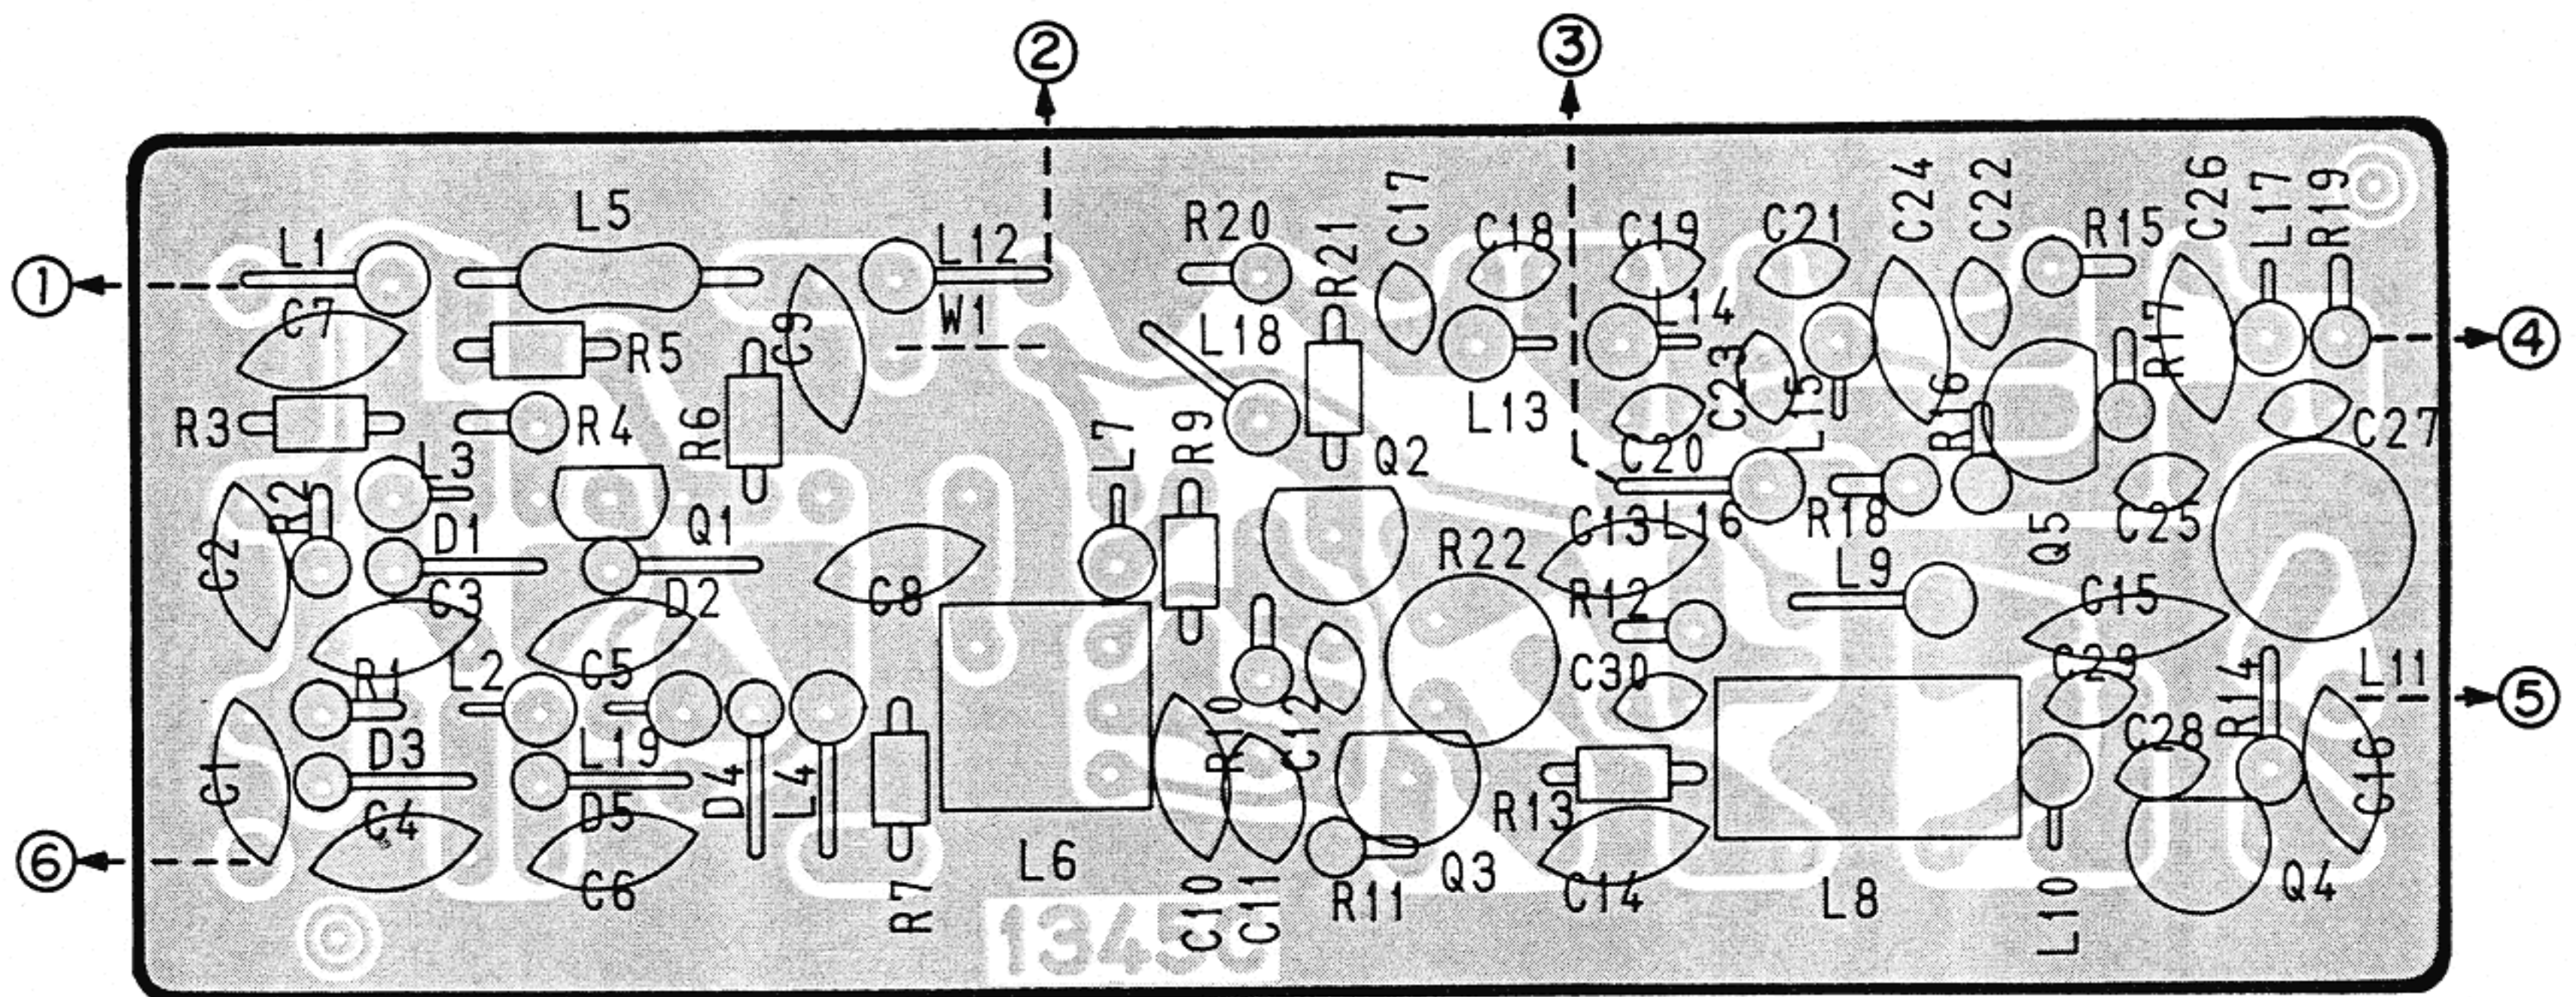 ② ③
C17 C24 C22 C26 L17 R19
L5 R20 R21 C18 C19 C21 R15
① L1 L12
C7 C9 W1 L18 L14 R17 ④
R5 C23
R3 R4 R6 L7 R9 L13 L15 R16 C27
L3 Q2 C20
R2 D1 Q1 C13 L16 R18 Q5 C25
C2 R22
C3 D2 C8 R12 L9 C15
R1 L2 C5 C30 C29 R14 L11 ⑤
D3 L19 R10 C12 C28
C1 D4 L4 C16
C4 D5 R13
⑥ L6 Q3 Q4
C6 R7 C10 C11 R11 C14 L8 L10